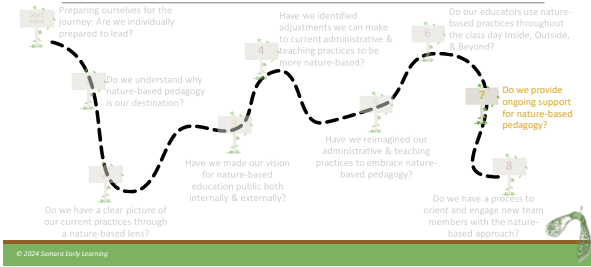 Start
Here!
Preparing ourselves for the
journey: Are we individually
prepared to lead?
Do we understand why
nature-based pedagogy
is our destination?
Do we have a clear picture of
our current practices through
a nature-based lens?
Have we made our vision
for nature-based
education public both
internally & externally?
4
Have we identified
adjustments we can make
to current administrative &
teaching practices to be
more nature-based?
Have we reimagined our
administrative & teaching
practices to embrace nature-
based pedagogy?
6
Do our educators use nature-
based practices throughout
the class day Inside, Outside,
& Beyond?
7
Do we provide
ongoing support
for nature-based
pedagogy?
8
Do we have a process to
orient and engage new team
members with the nature-
based approach?
© 2024 Samara Early Learning